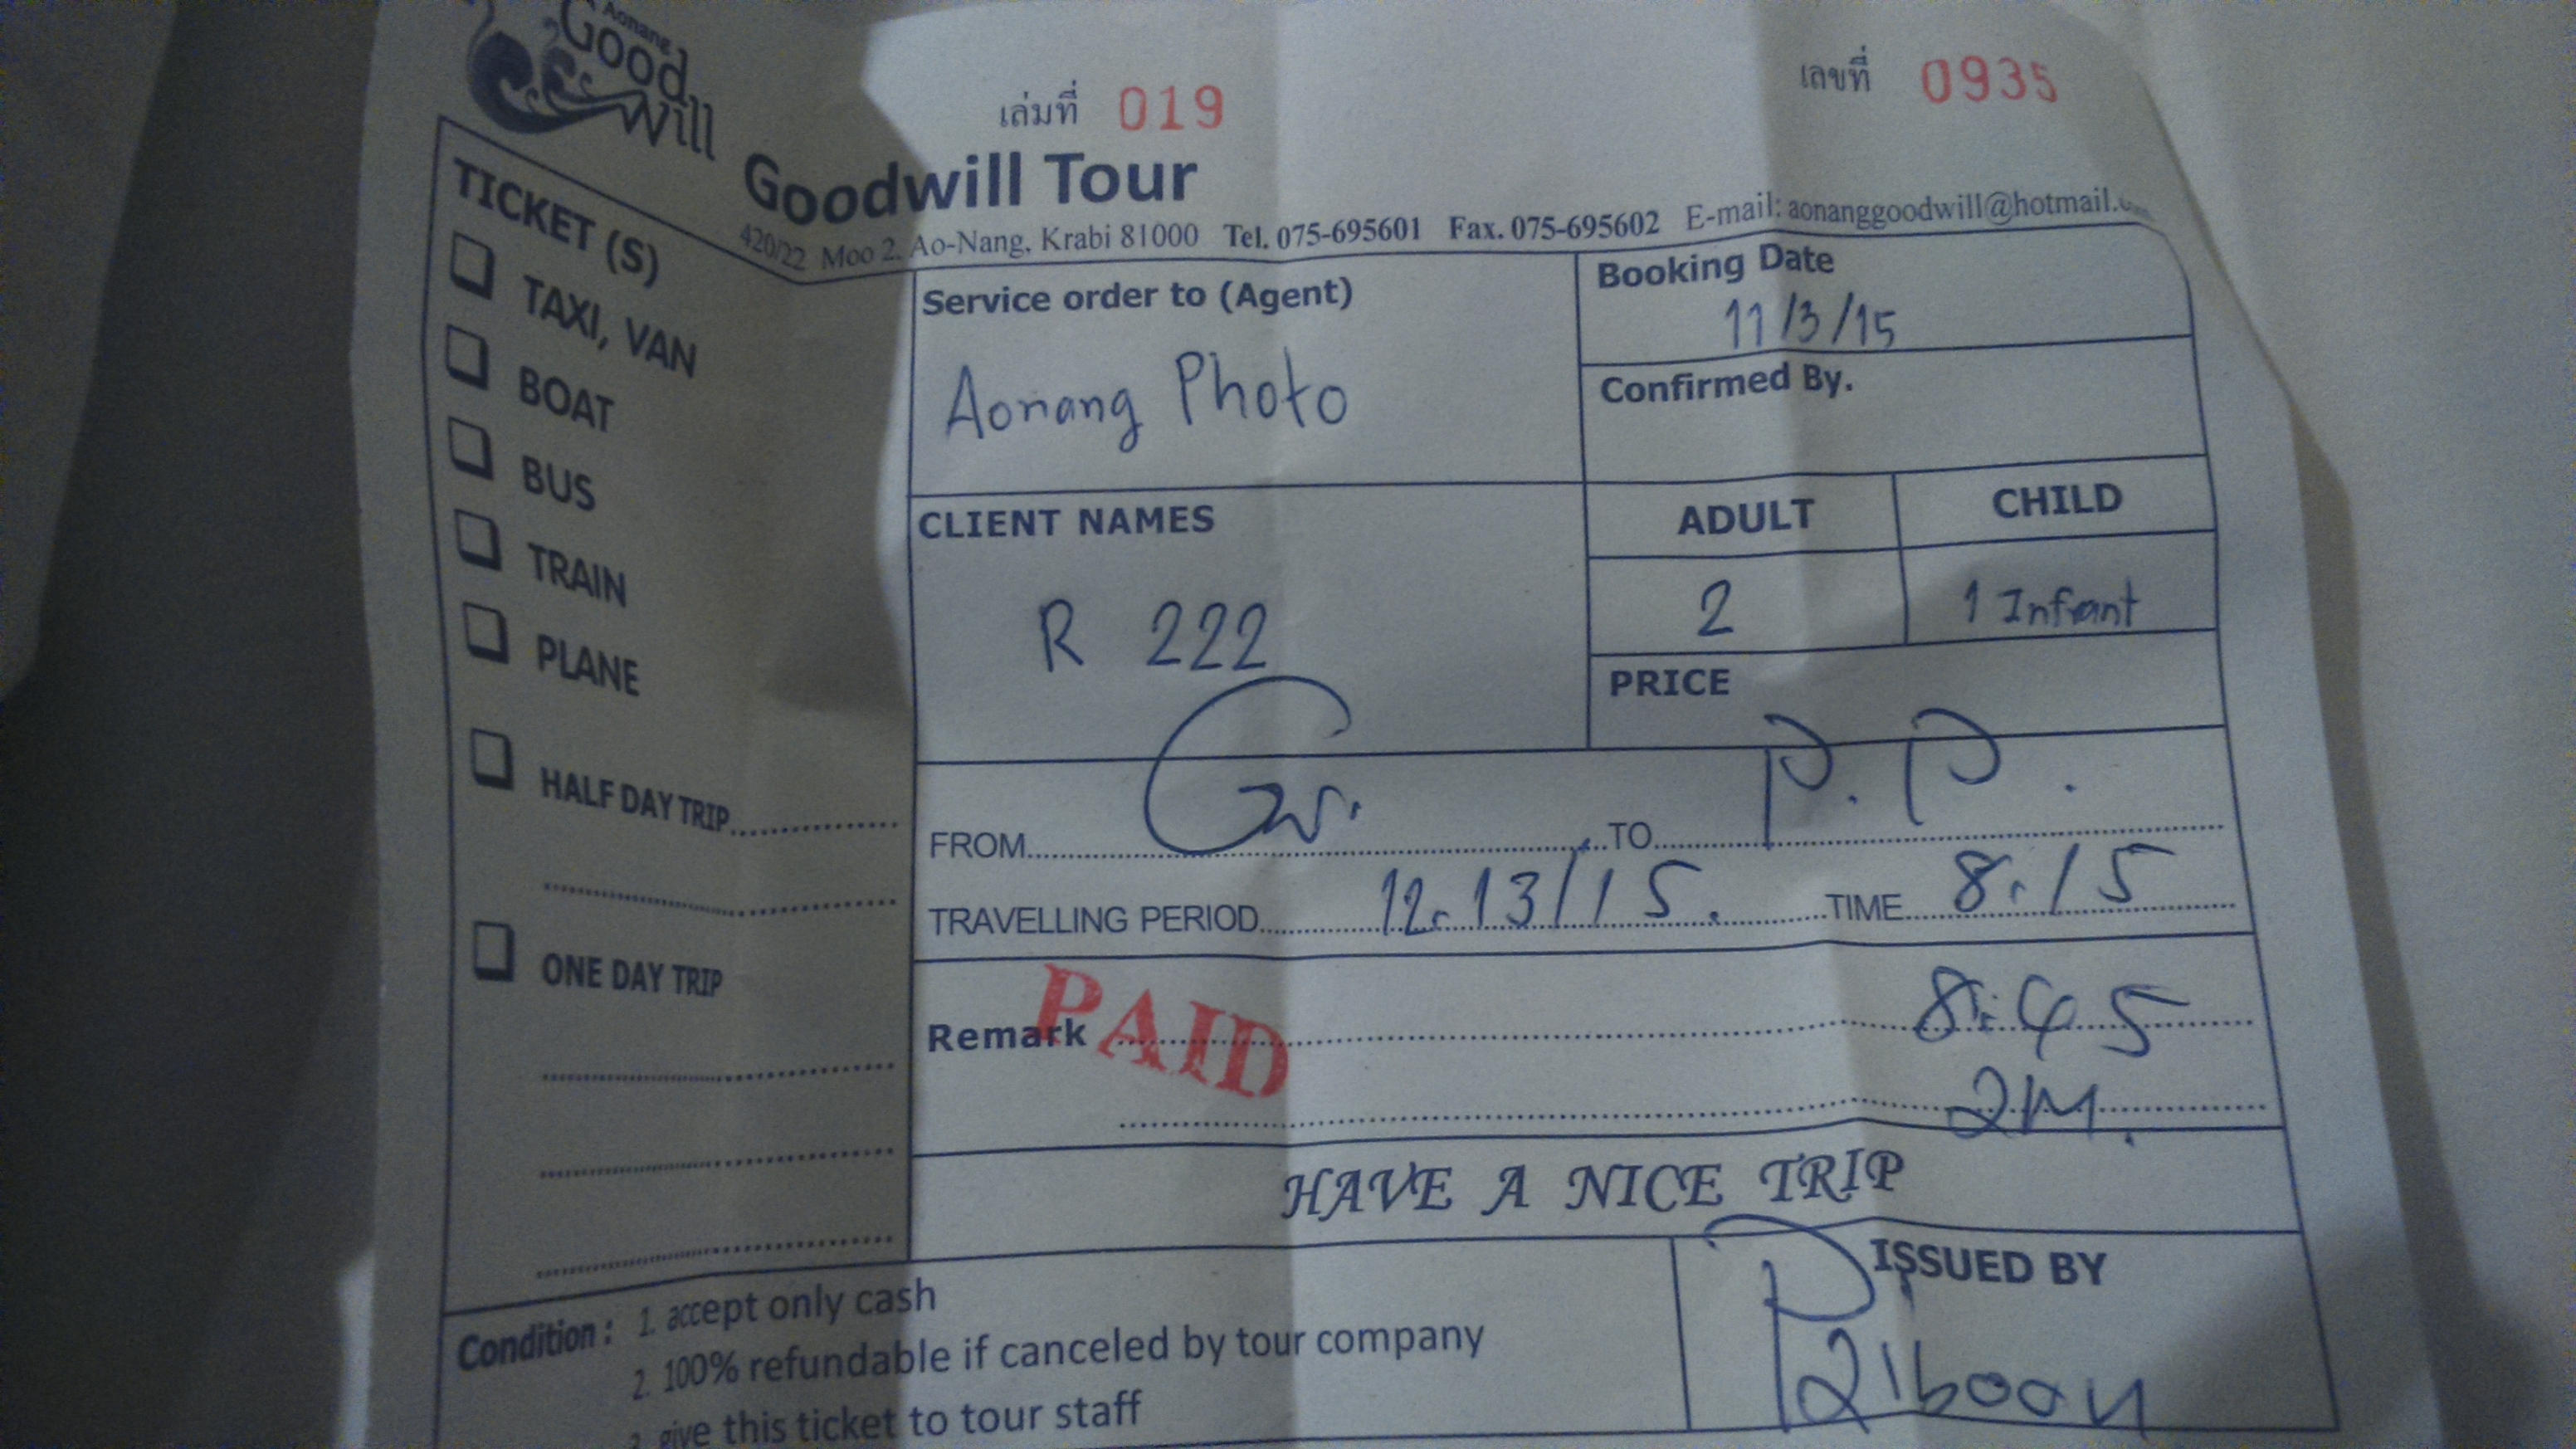 Aonang
Good
Will
เล่มที่ 019
เลขที่ 0935
Goodwill Tour
420/22 Moo 2, Ao-Nang, Krabi 81000 Tel. 075-695601 Fax. 075-695602 E-mail: aonanggoodwill@hotmail.
TICKET (S)
TAXI, VAN
BOAT
BUS
TRAIN
PLANE
HALF DAY TRIP
ONE DAY TRIP
Service order to (Agent)
Aonang Photo
Booking Date
11/3/15
Confirmed By.
CLIENT NAMES
R 222
ADULT CHILD
2 1 Infrant
PRICE
FROM TO P.P.
TRAVELLING PERIOD 12.13/15. TIME 8.15
Remark 8:45
PAID
2M.
HAVE A NICE TRIP
ISSUED BY
Condition : 1. accept only cash
2. 100% refundable if canceled by tour company
3. give this ticket to tour staff